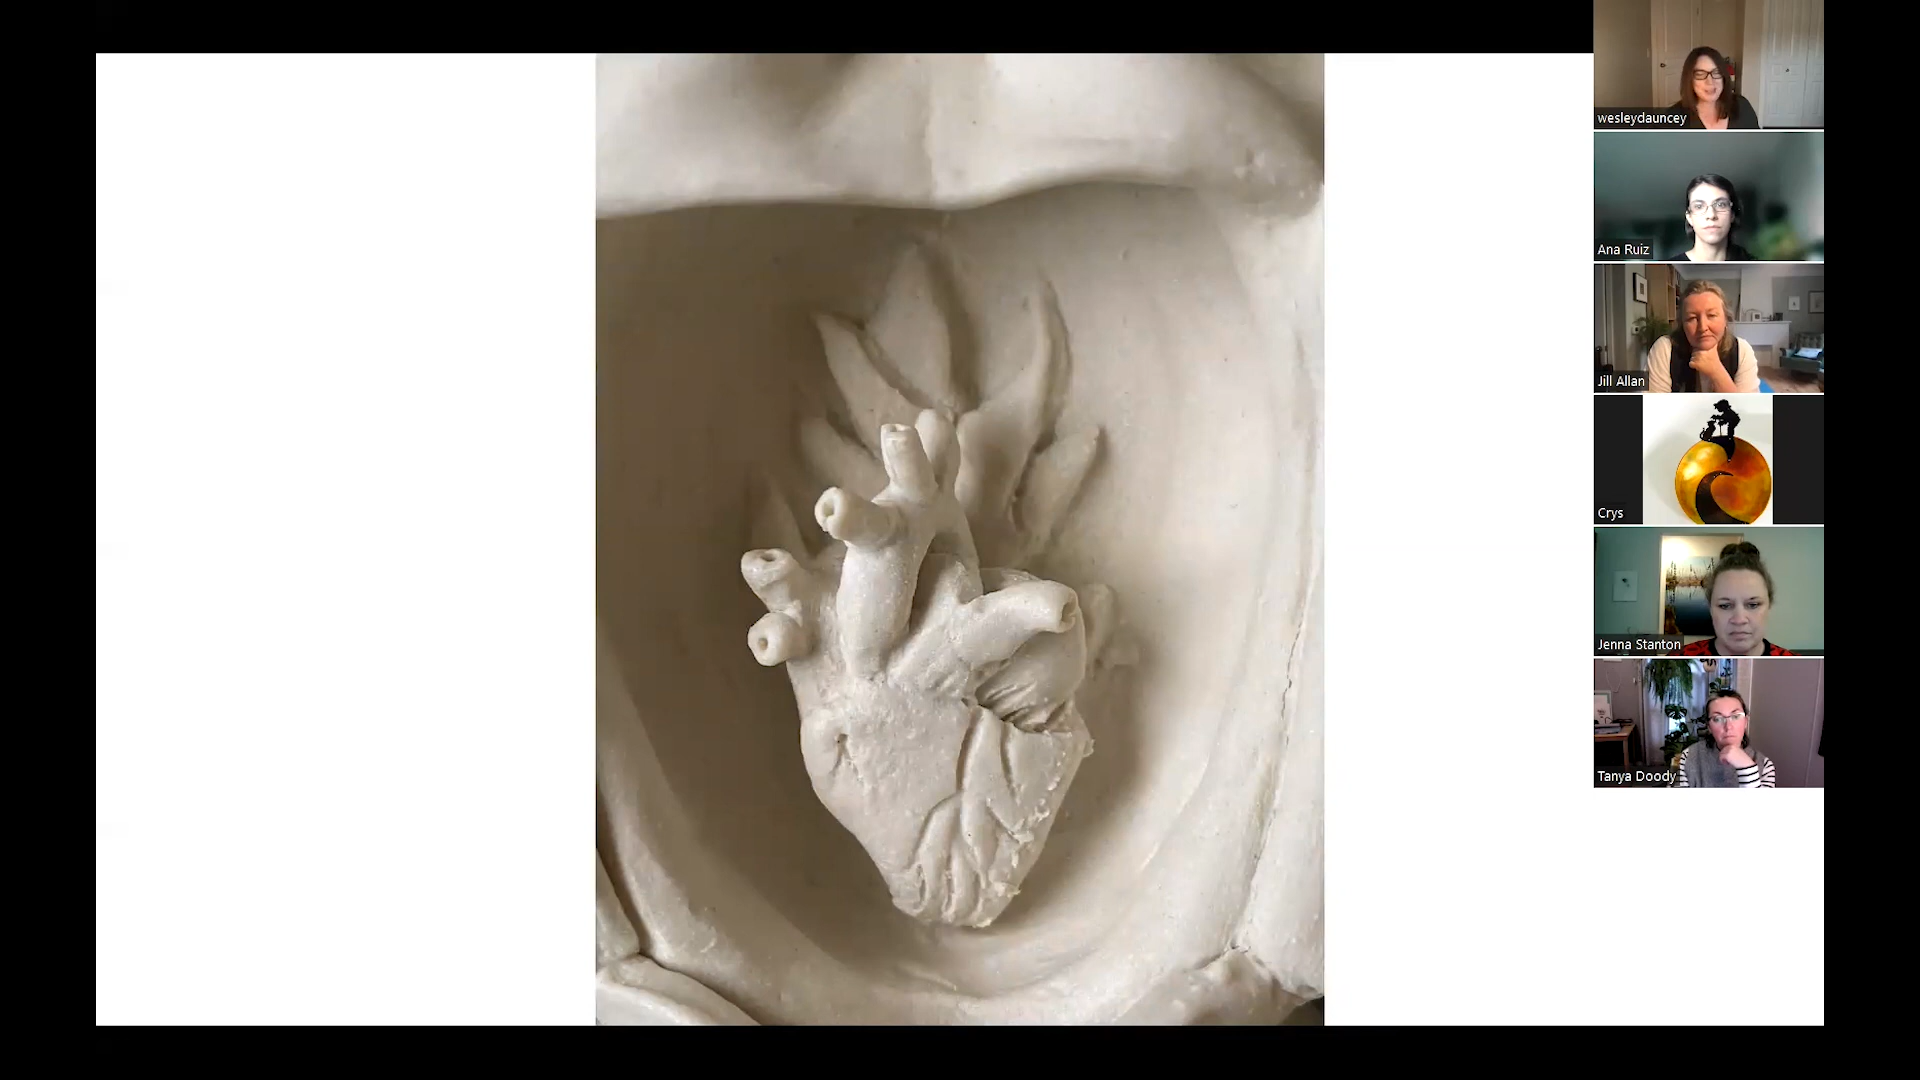 wesleydauncey
Ana Ruiz
Jill Allan
Crys
Jenna Stanton
Tanya Doody